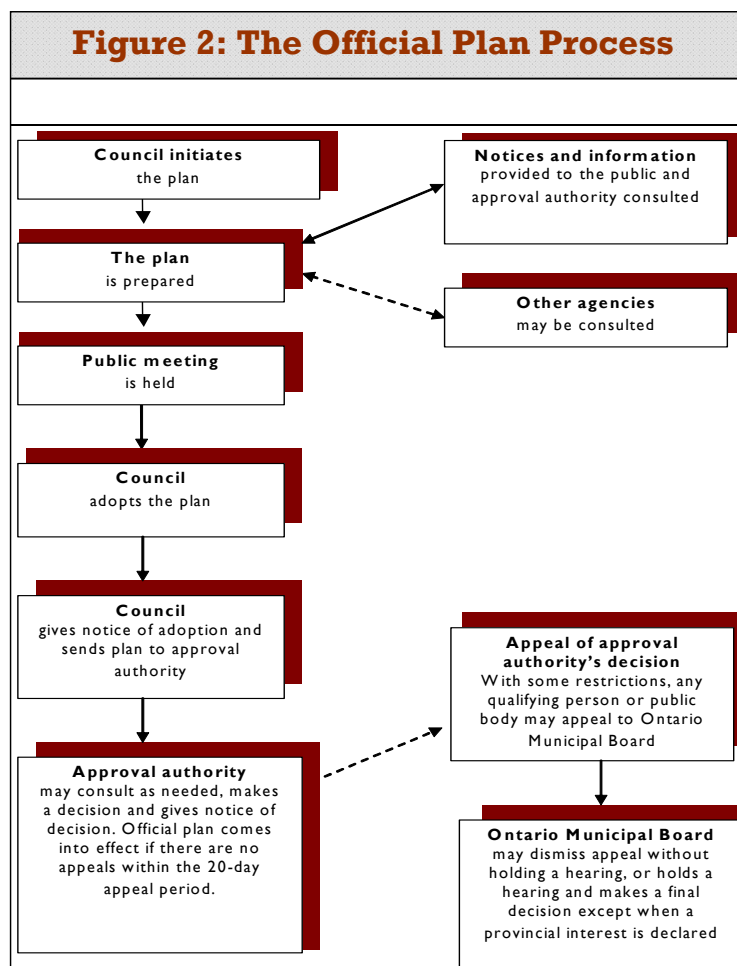 Figure 2: The Official Plan Process
Council initiates
the plan
Notices and information
provided to the public and
approval authority consulted
The plan
is prepared
Other agencies
may be consulted
Public meeting
is held
Council
adopts the plan
Council
gives notice of adoption and
sends plan to approval
authority
Appeal of approval
authority's decision
With some restrictions, any
qualifying person or public
body may appeal to Ontario
Municipal Board
Approval authority
may consult as needed, makes
a decision and gives notice of
decision. Official plan comes
into effect if there are no
appeals within the 20-day
appeal period.
Ontario Municipal Board
may dismiss appeal without
holding a hearing, or holds a
hearing and makes a final
decision except when a
provincial interest is declared